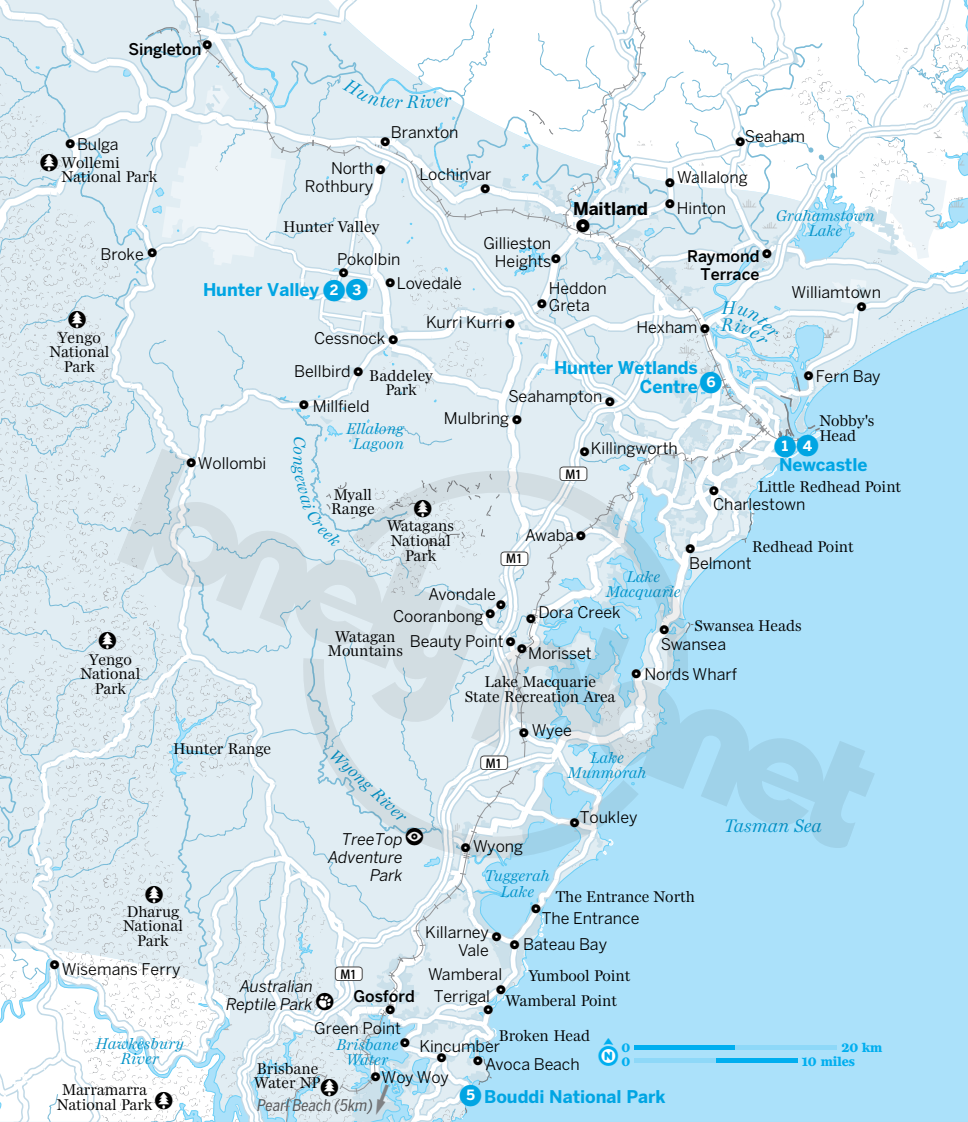 Singleton
Hunter River
Branxton
Seaham
Bulga
Wollemi
National Park
North
Rothbury
Lochinvar
Wallalong
Maitland
Hinton
Grahamstown
Lake
Hunter Valley
Gillieston
Heights
Broke
Pokolbin
Raymond
Terrace
Hunter Valley 2 3
Lovedale
Heddon
Greta
Williamtown
Yengo
National
Park
Kurri Kurri
Hexham
Hunter
River
Cessnock
Bellbird
Baddeley
Park
Hunter Wetlands
Centre 6
Fern Bay
Millfield
Seahampton
Mulbring
Ellalong
Lagoon
Nobby's
Head
1 4
Newcastle
Wollombi
Congewai Creek
Killingworth
M1
Little Redhead Point
Charlestown
Myall
Range
Watagans
National
Park
Awaba
Redhead Point
Belmont
M1
Lake
Macquarie
Avondale
Cooranbong
Dora Creek
Swansea Heads
Swansea
Watagan
Mountains
Beauty Point
Morisset
Yengo
National
Park
Lake Macquarie
State Recreation Area
Nords Wharf
Wyee
Hunter Range
Wyong River
M1
Lake
Munmorah
Toukley
Tasman Sea
TreeTop
Adventure
Park
Wyong
Tuggerah
Lake
The Entrance North
The Entrance
Dharug
National
Park
Killarney
Vale
Bateau Bay
Wisemans Ferry
M1
Wamberal
Yumbool Point
Australian
Reptile Park
Gosford
Terrigal
Wamberal Point
Green Point
Broken Head
Hawkesbury
River
Brisbane
Water
Kincumber
Avoca Beach
N
0 20 km
0 10 miles
Brisbane
Water NP
Woy Woy
Marramarra
National Park
Pearl Beach (5km)
5 Bouddi National Park
lonely planet